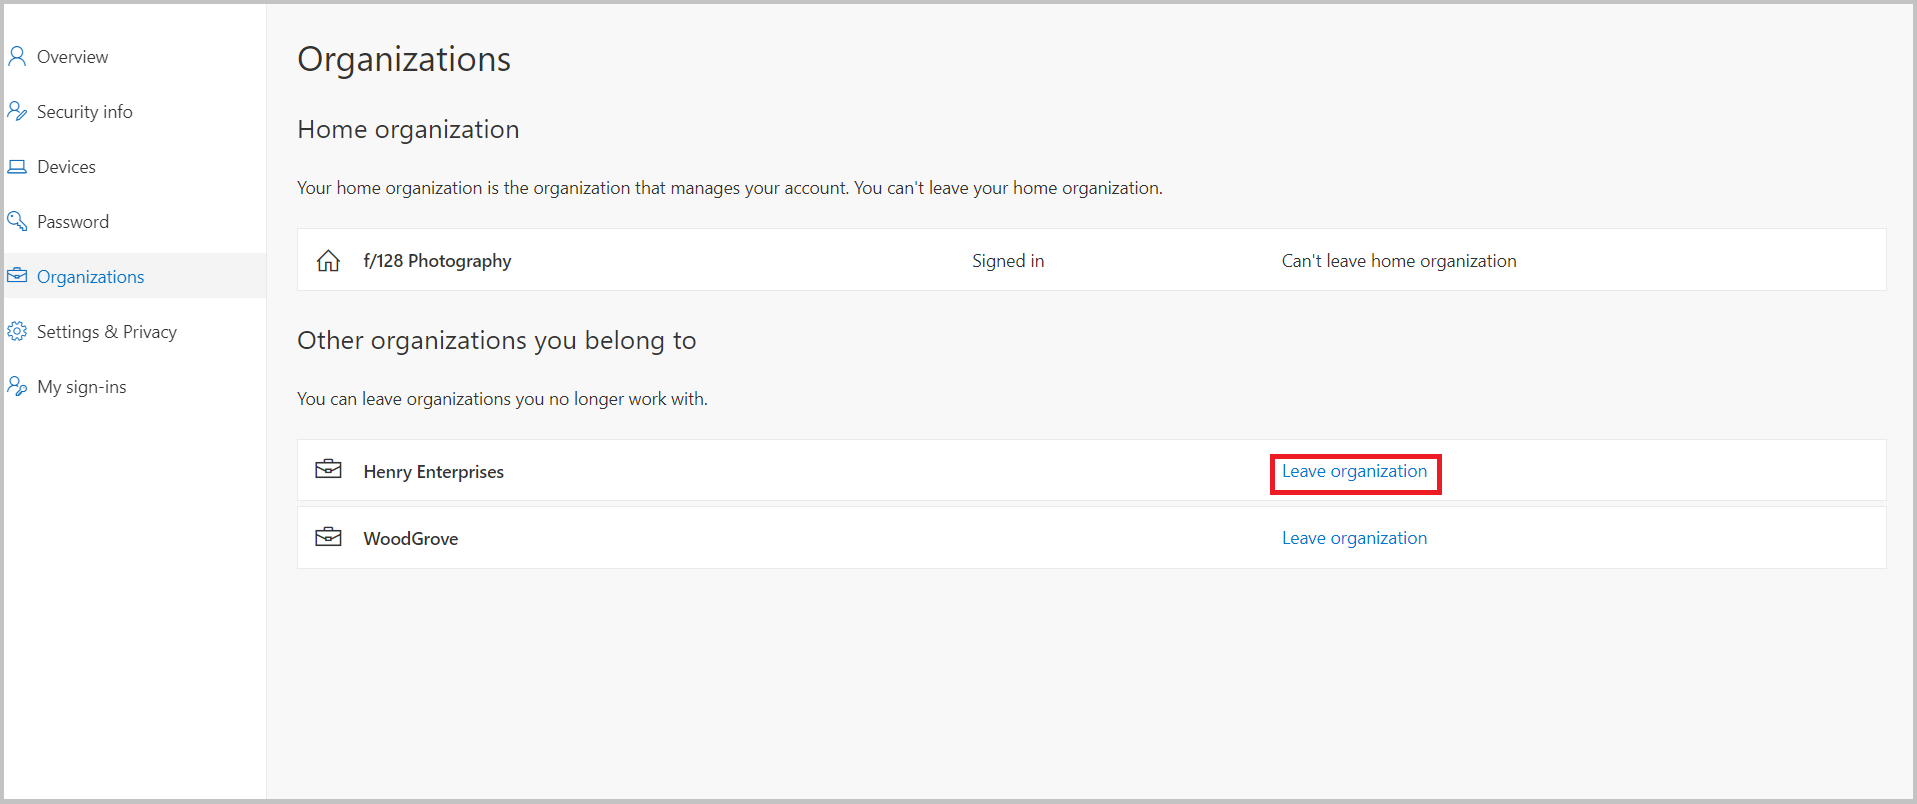 Overview
Security info
Devices
Password
Organizations
Settings & Privacy
My sign-ins
Organizations
Home organization
Your home organization is the organization that manages your account. You can't leave your home organization.
f/128 Photography Signed in Can't leave home organization
Other organizations you belong to
You can leave organizations you no longer work with.
Henry Enterprises Leave organization
WoodGrove Leave organization